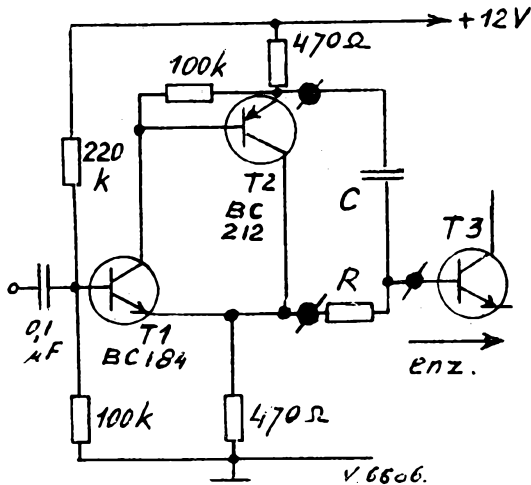 +12V
470Ω
100k
220
k
T2
BC
212
C
T3
R
0,1
µF
T1
BC184
enz.
100k
470Ω
V.6606.